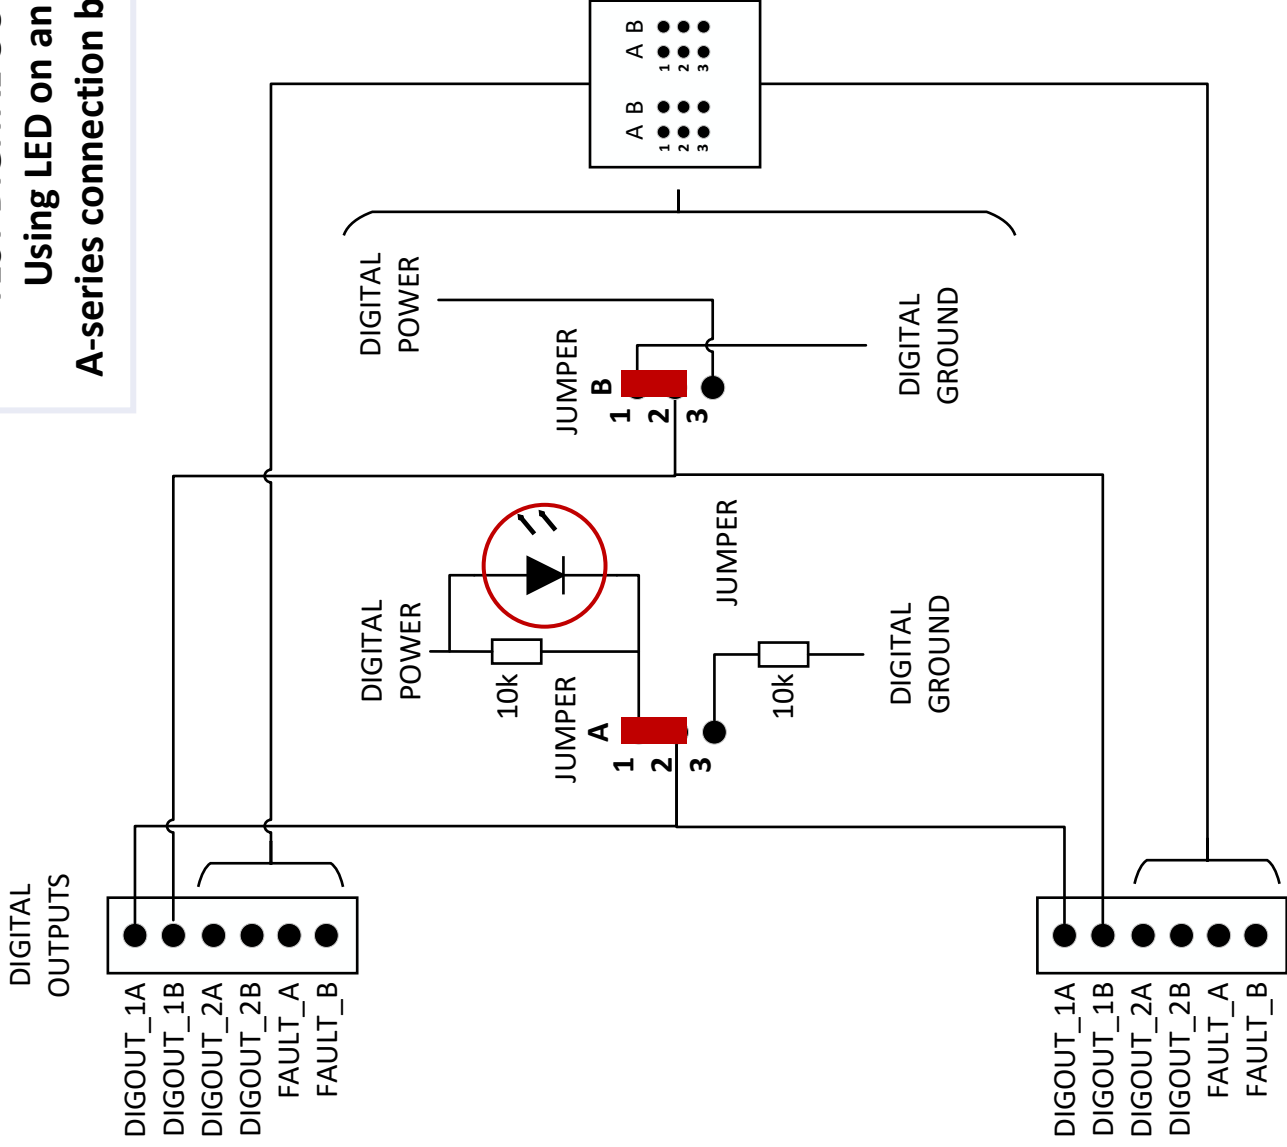 Using LED on an
A-series connection b
A B
1
2
3
A B
1
2
3
DIGITAL
POWER
JUMPER
B
1
2
3
DIGITAL
GROUND
DIGITAL
POWER
10k
JUMPER
A
1
2
3
JUMPER
10k
DIGITAL
GROUND
DIGITAL
OUTPUTS
DIGOUT_1A
DIGOUT_1B
DIGOUT_2A
DIGOUT_2B
FAULT_A
FAULT_B
DIGOUT_1A
DIGOUT_1B
DIGOUT_2A
DIGOUT_2B
FAULT_A
FAULT_B